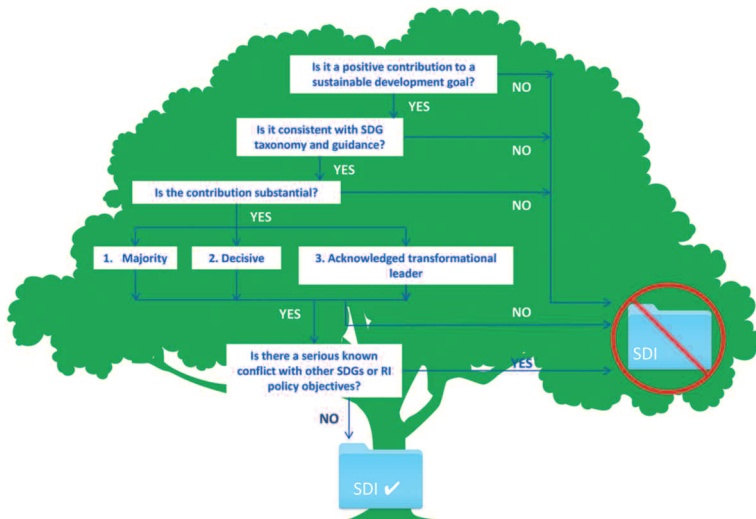 Is it a positive contribution to a
sustainable development goal?
NO
YES
Is it consistent with SDG
taxonomy and guidance?
NO
YES
Is the contribution substantial?
NO
YES
1. Majority
2. Decisive
3. Acknowledged transformational
leader
YES
NO
SDI
Is there a serious known
conflict with other SDGs or RI
policy objectives?
YES
NO
SDI ✔